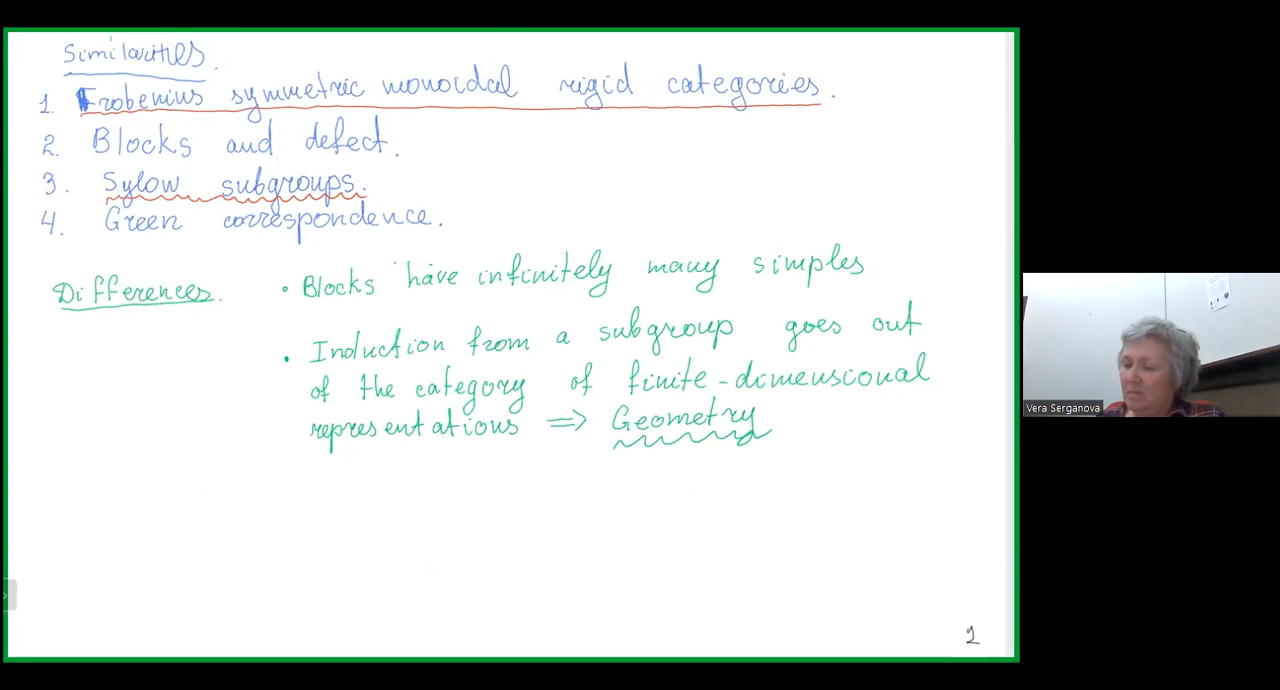 Similarities.
1. Frobenius symmetric monoidal rigid categories.
2. Blocks and defect.
3. Sylow subgroups.
4. Green correspondence.
Differences. • Blocks have infinitely many simples
• Induction from a subgroup goes out
of the category of finite-dimensional
representations => Geometry
Vera Serganova
1